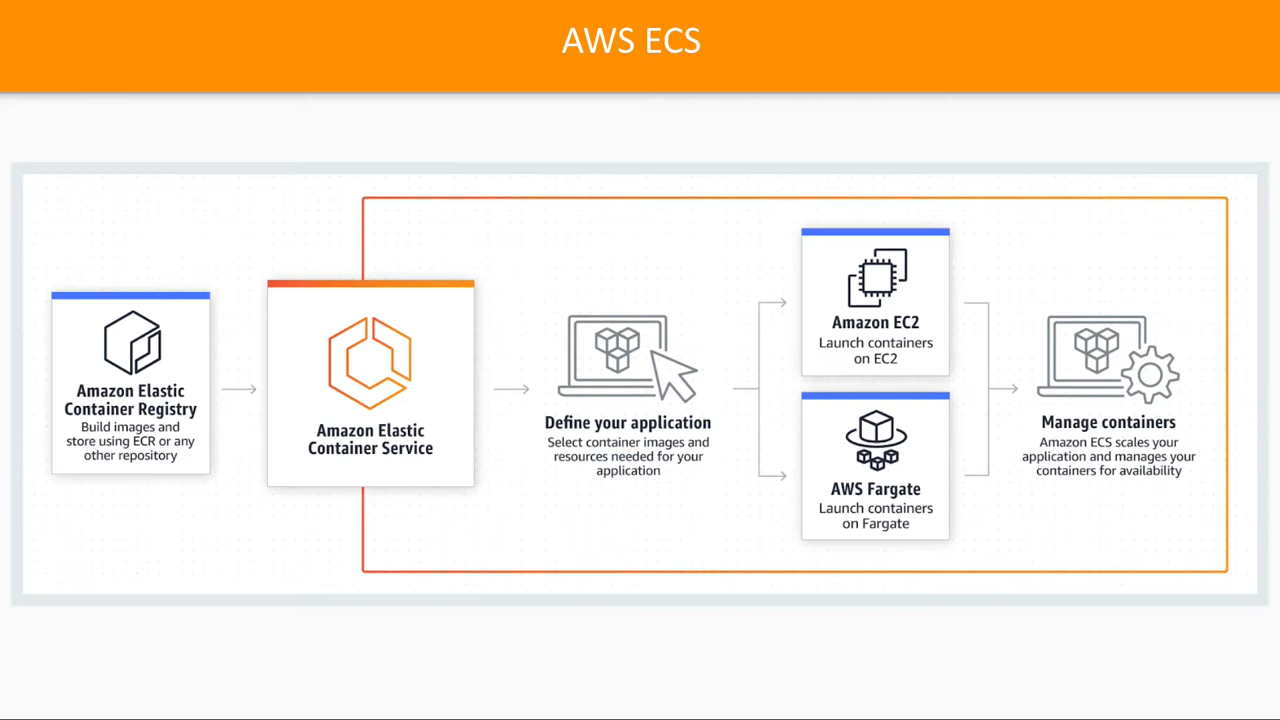 AWS ECS
Amazon Elastic
Container Registry
Build images and
store using ECR or any
other repository
Amazon Elastic
Container Service
Define your application
Select container images and
resources needed for your
application
Amazon EC2
Launch containers
on EC2
AWS Fargate
Launch containers
on Fargate
Manage containers
Amazon ECS scales your
application and manages your
containers for availability